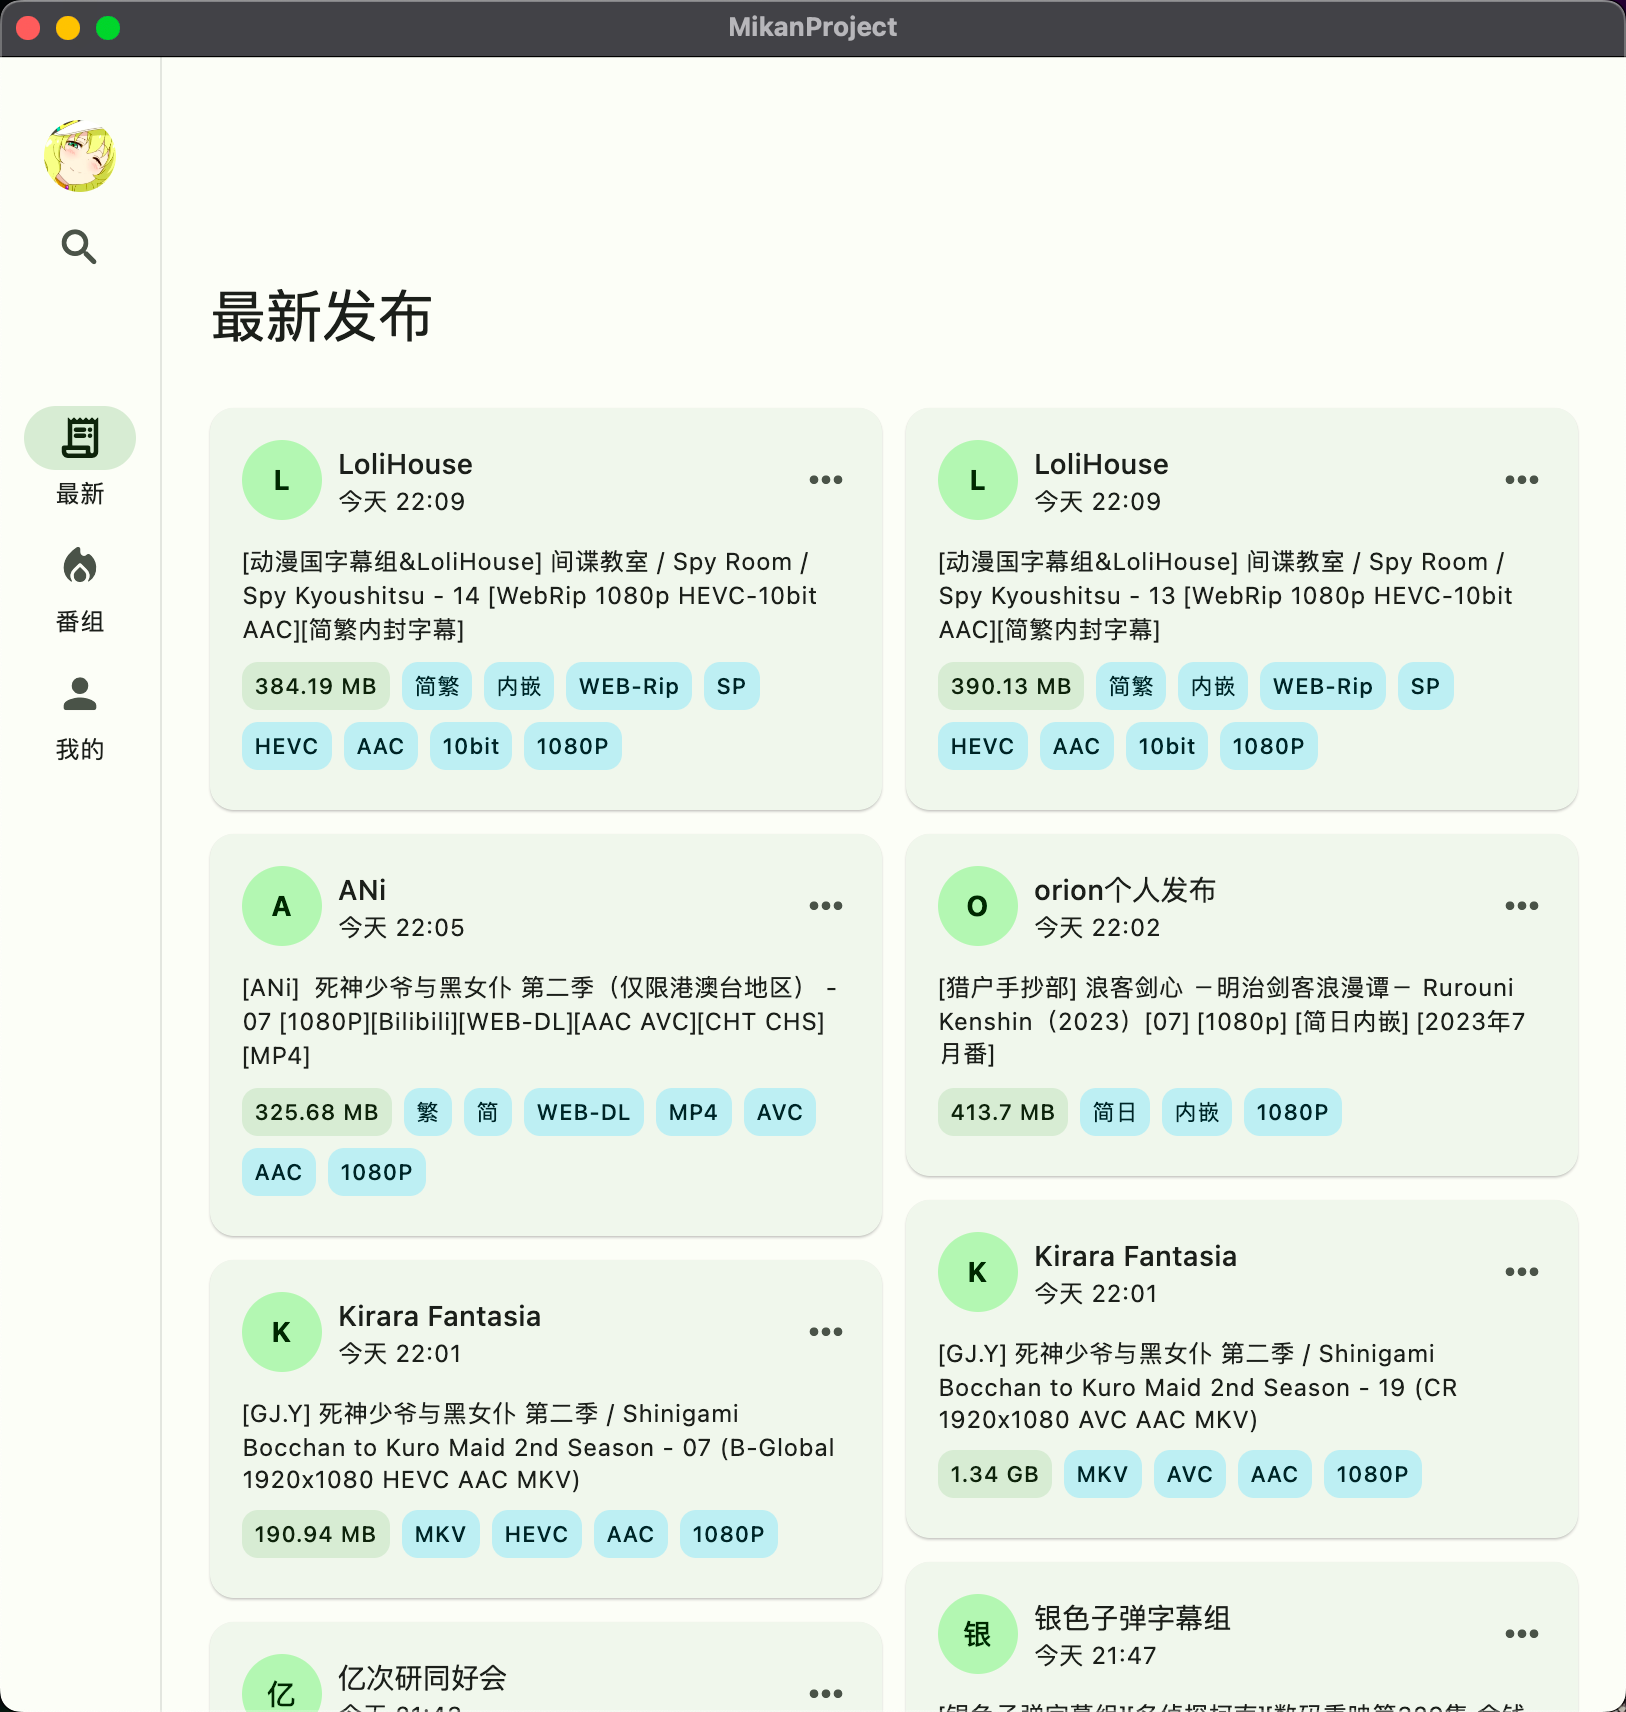 MikanProject
最新
番组
我的
最新发布
L
LoliHouse
今天 22:09
[动漫国字幕组&LoliHouse] 间谍教室 / Spy Room /
Spy Kyoushitsu - 14 [WebRip 1080p HEVC-10bit
AAC][简繁内封字幕]
384.19 MB 简繁 内嵌 WEB-Rip SP
HEVC AAC 10bit 1080P
L
LoliHouse
今天 22:09
[动漫国字幕组&LoliHouse] 间谍教室 / Spy Room /
Spy Kyoushitsu - 13 [WebRip 1080p HEVC-10bit
AAC][简繁内封字幕]
390.13 MB 简繁 内嵌 WEB-Rip SP
HEVC AAC 10bit 1080P
A
ANi
今天 22:05
[ANi] 死神少爷与黑女仆 第二季（仅限港澳台地区） -
07 [1080P][Bilibili][WEB-DL][AAC AVC][CHT CHS]
[MP4]
325.68 MB 繁 简 WEB-DL MP4 AVC
AAC 1080P
O
orion个人发布
今天 22:02
[猎户手抄部] 浪客剑心 －明治剑客浪漫谭－ Rurouni
Kenshin（2023）[07] [1080p] [简日内嵌] [2023年7
月番]
413.7 MB 简日 内嵌 1080P
K
Kirara Fantasia
今天 22:01
[GJ.Y] 死神少爷与黑女仆 第二季 / Shinigami
Bocchan to Kuro Maid 2nd Season - 07 (B-Global
1920x1080 HEVC AAC MKV)
190.94 MB MKV HEVC AAC 1080P
K
Kirara Fantasia
今天 22:01
[GJ.Y] 死神少爷与黑女仆 第二季 / Shinigami
Bocchan to Kuro Maid 2nd Season - 19 (CR
1920x1080 AVC AAC MKV)
1.34 GB MKV AVC AAC 1080P
亿
亿次研同好会
今天
银
银色子弹字幕组
今天 21:47
[银色子弹字幕组][名侦探柯南]